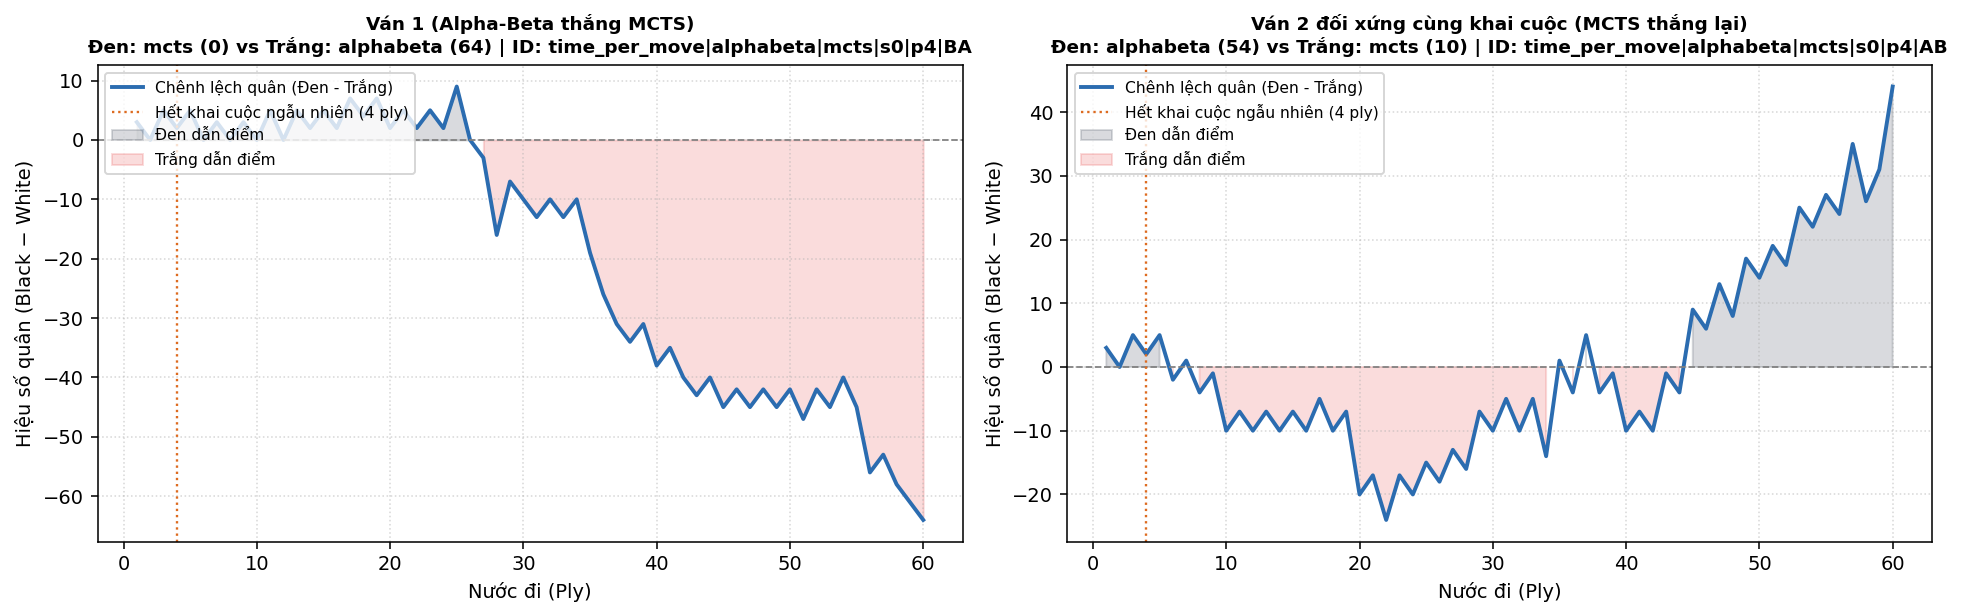 Ván 1 (Alpha-Beta thắng MCTS)
Đen: mcts (0) vs Trắng: alphabeta (64) | ID: time_per_move|alphabeta|mcts|s0|p4|BA
Chênh lệch quân (Đen - Trắng)
Hết khai cuộc ngẫu nhiên (4 ply)
Đen dẫn điểm
Trắng dẫn điểm
Hiệu số quân (Black − White)
10
0
−10
−20
−30
−40
−50
−60
0 10 20 30 40 50 60
Nước đi (Ply)
Ván 2 đối xứng cùng khai cuộc (MCTS thắng lại)
Đen: alphabeta (54) vs Trắng: mcts (10) | ID: time_per_move|alphabeta|mcts|s0|p4|AB
Chênh lệch quân (Đen - Trắng)
Hết khai cuộc ngẫu nhiên (4 ply)
Đen dẫn điểm
Trắng dẫn điểm
Hiệu số quân (Black − White)
40
30
20
10
0
−10
−20
0 10 20 30 40 50 60
Nước đi (Ply)